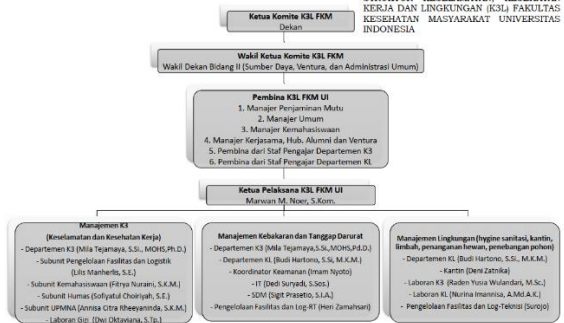 KERJA DAN LINGKUNGAN (K3L) FAKULTAS
KESEHATAN MASYARAKAT UNIVERSITAS
INDONESIA
Ketua Komite K3L FKM
Dekan
Wakil Ketua Komite K3L FKM
Wakil Dekan Bidang II (Sumber Daya, Ventura, dan Administrasi Umum)
Pembina K3L FKM UI
1. Manajer Penjaminan Mutu
2. Manajer Umum
3. Manajer Kemahasiswaan
4. Manajer Kerjasama, Hub. Alumni dan Ventura
5. Pembina dari Staf Pengajar Departemen K3
6. Pembina dari Staf Pengajar Departemen KL
Ketua Pelaksana K3L FKM UI
Marwan M. Noer, S.Kom.
Manajemen K3
(Keselamatan dan Kesehatan Kerja)
- Departemen K3 (Mila Tejamaya, S.Si., MOHS,Ph.D.)
- Subunit Pengelolaan Fasilitas dan Logistik
(Lilis Manherlis, S.E.)
- Subunit Kemahasiswaan (Fitrya Nuraini, S.K.M.)
- Subunit Humas (Sofiyatul Choiriyah, S.E.)
- Subunit UPMNA (Annisa Citra Rheeyaninda, S.K.M.)
- Laboran Gigi (Dwi Oktaviana, S.Tp.)
Manajemen Kebakaran dan Tanggap Darurat
- Departemen K3 (Mila Tejamaya,S.Si.,MOHS,Pd.D.)
- Departemen KL (Budi Hartono, S.Si, M.K.M.)
- Koordinator Keamanan (Imam Nyoto)
- IT (Dedi Suryadi, S.Sos.)
- SDM (Sigit Prasetio, S.I.A.)
- Pengelolaan Fasilitas dan Log-RT (Heri Zamahsari)
Manajemen Lingkungan (hygine sanitasi, kantin,
limbah, penanganan hewan, penebangan pohon)
- Departemen KL (Budi Hartono, S.Si., M.K.M.)
- Kantin (Deni Zatnika)
- Laboran K3 (Raden Yusia Wulandari, M.Sc.)
- Laboran KL (Nurina Imannisa, A.Md.A.K.)
- Pengelolaan Fasilitas dan Log-Teknisi (Surojo)